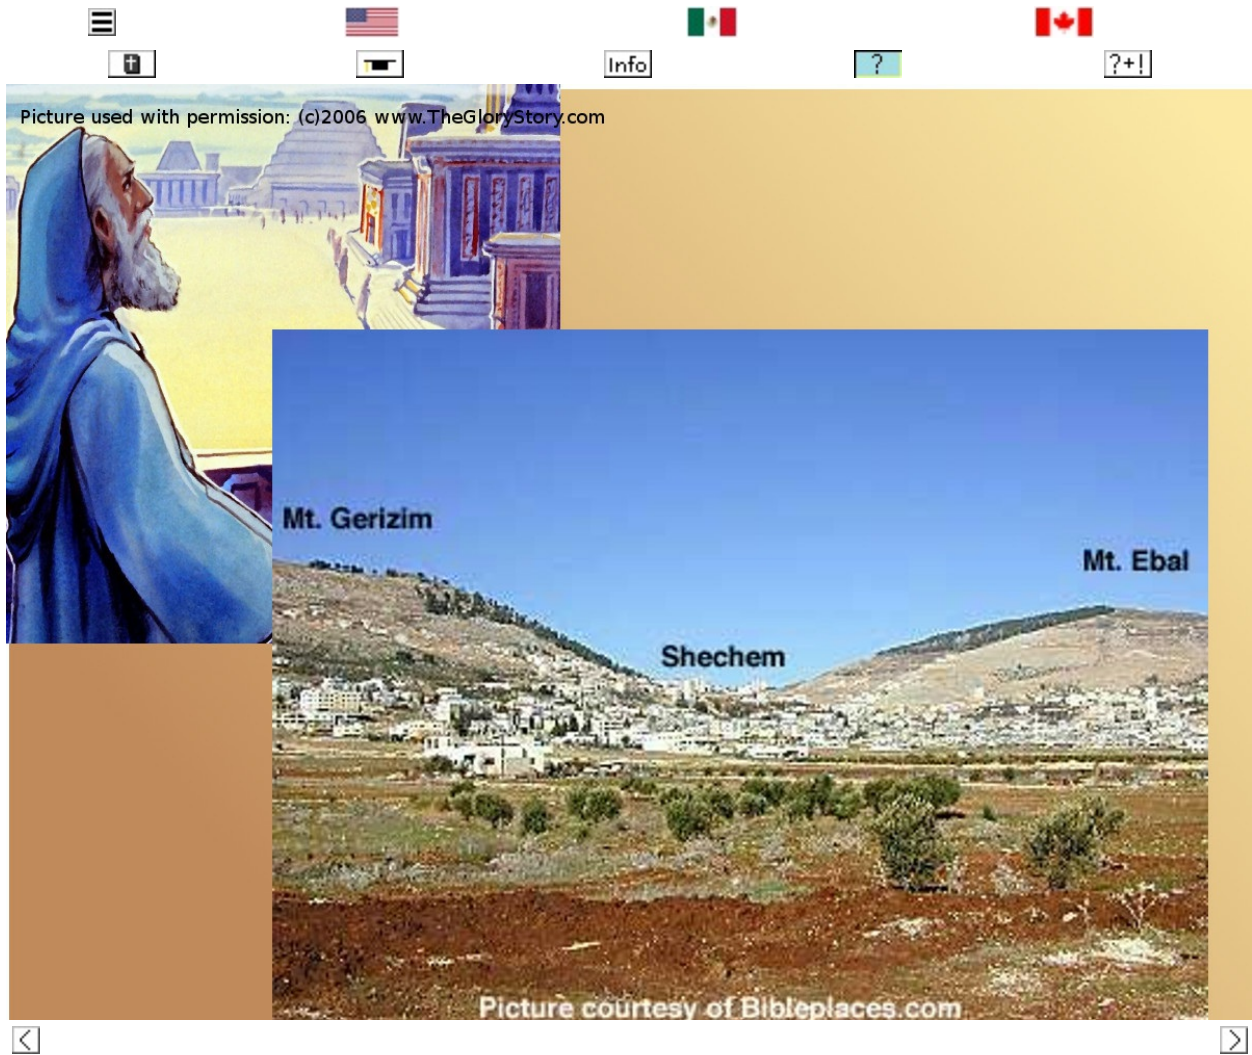 Info
?
?+!
Picture used with permission: (c)2006 www.TheGloryStory.com
Mt. Gerizim
Mt. Ebal
Shechem
Picture courtesy of Bibleplaces.com